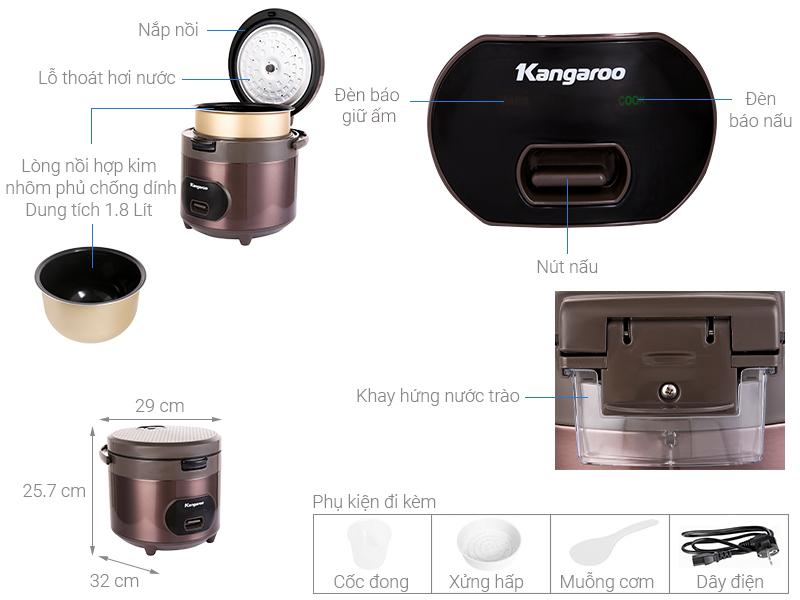 Nắp nồi
Lỗ thoát hơi nước
Lòng nồi hợp kim
nhôm phủ chống dính
Dung tích 1.8 Lít
Kangaroo
Kangaroo
Đèn báo
giữ ấm
WARM
COOK
Đèn
báo nấu
Nút nấu
Khay hứng nước trào
29 cm
25.7 cm
32 cm
Kangaroo
Phụ kiện đi kèm
Cốc đong
Xửng hấp
Muỗng cơm
Dây điện